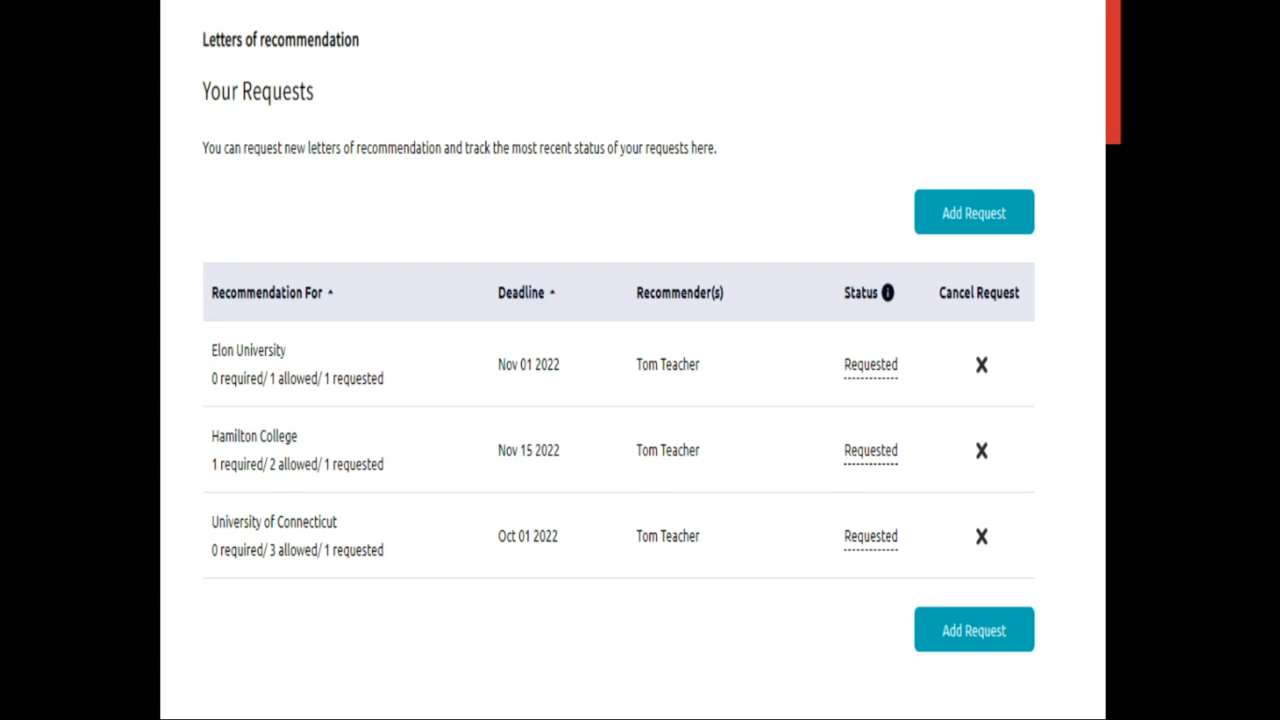 Letters of recommendation
Your Requests
You can request new letters of recommendation and track the most recent status of your requests here.
Add Request
Recommendation For Deadline Recommender(s) Status Cancel Request
Elon University
0 required/ 1 allowed/ 1 requested Nov 01 2022 Tom Teacher Requested X
Hamilton College
1 required/ 2 allowed/ 1 requested Nov 15 2022 Tom Teacher Requested X
University of Connecticut
0 required/ 3 allowed/ 1 requested Oct 01 2022 Tom Teacher Requested X
Add Request